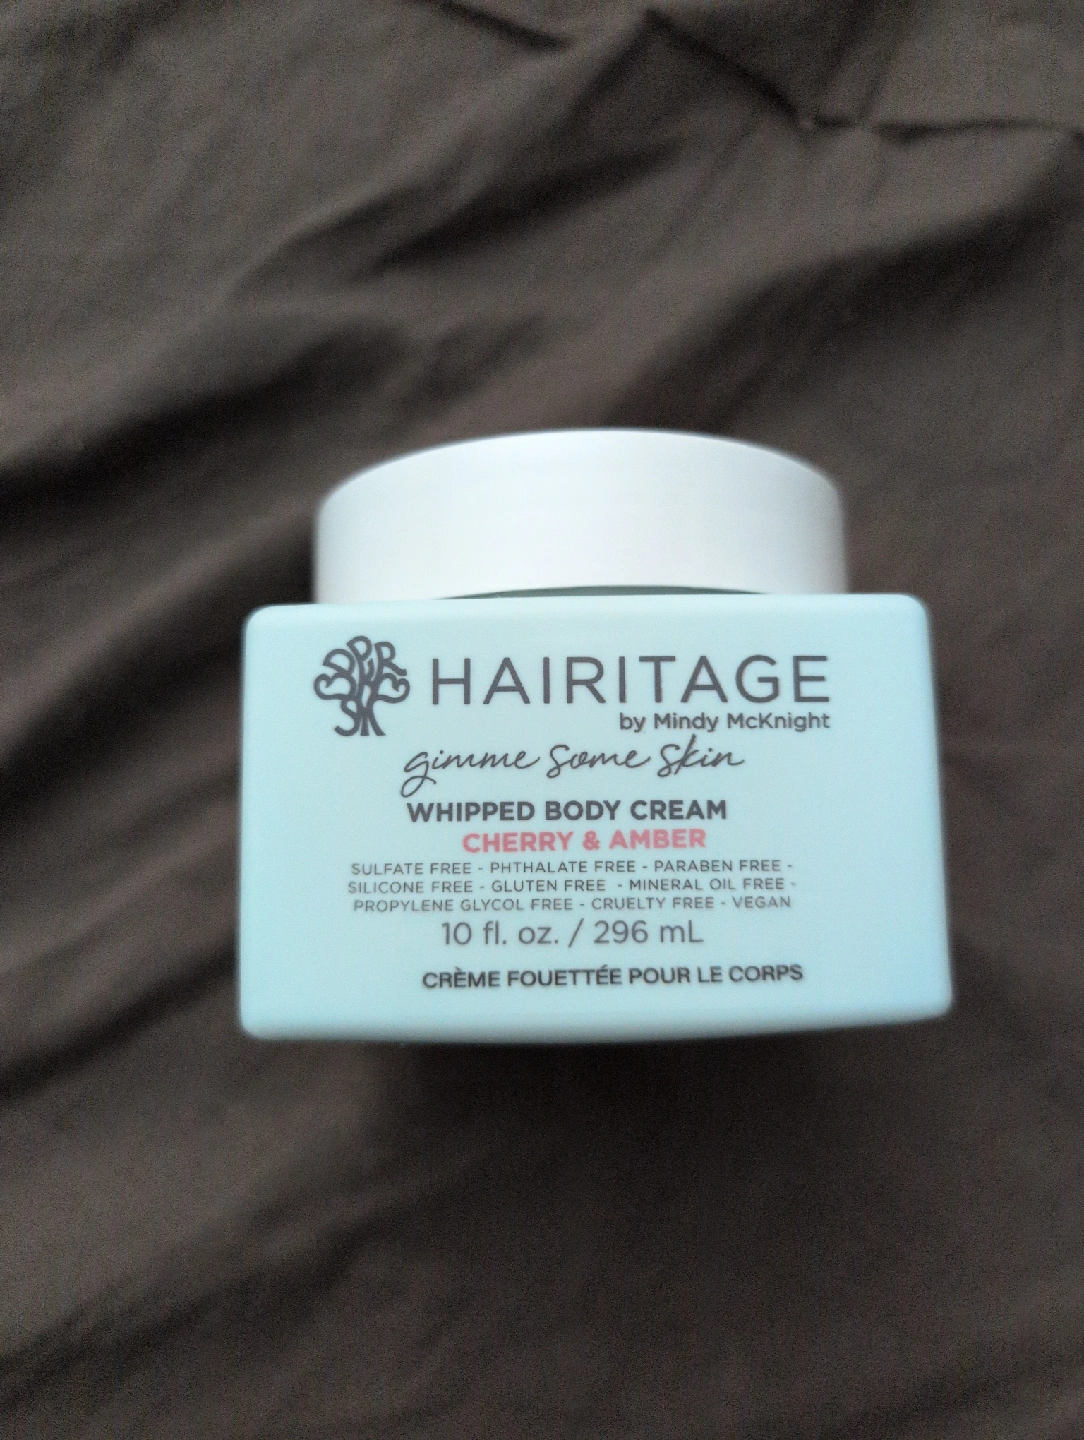 HAIRITAGE
by Mindy McKnight
gimme some skin
WHIPPED BODY CREAM
CHERRY & AMBER
SULFATE FREE - PHTHALATE FREE - PARABEN FREE -
SILICONE FREE - GLUTEN FREE - MINERAL OIL FREE -
PROPYLENE GLYCOL FREE - CRUELTY FREE - VEGAN
10 fl. oz. / 296 mL
CRÈME FOUETTÉE POUR LE CORPS